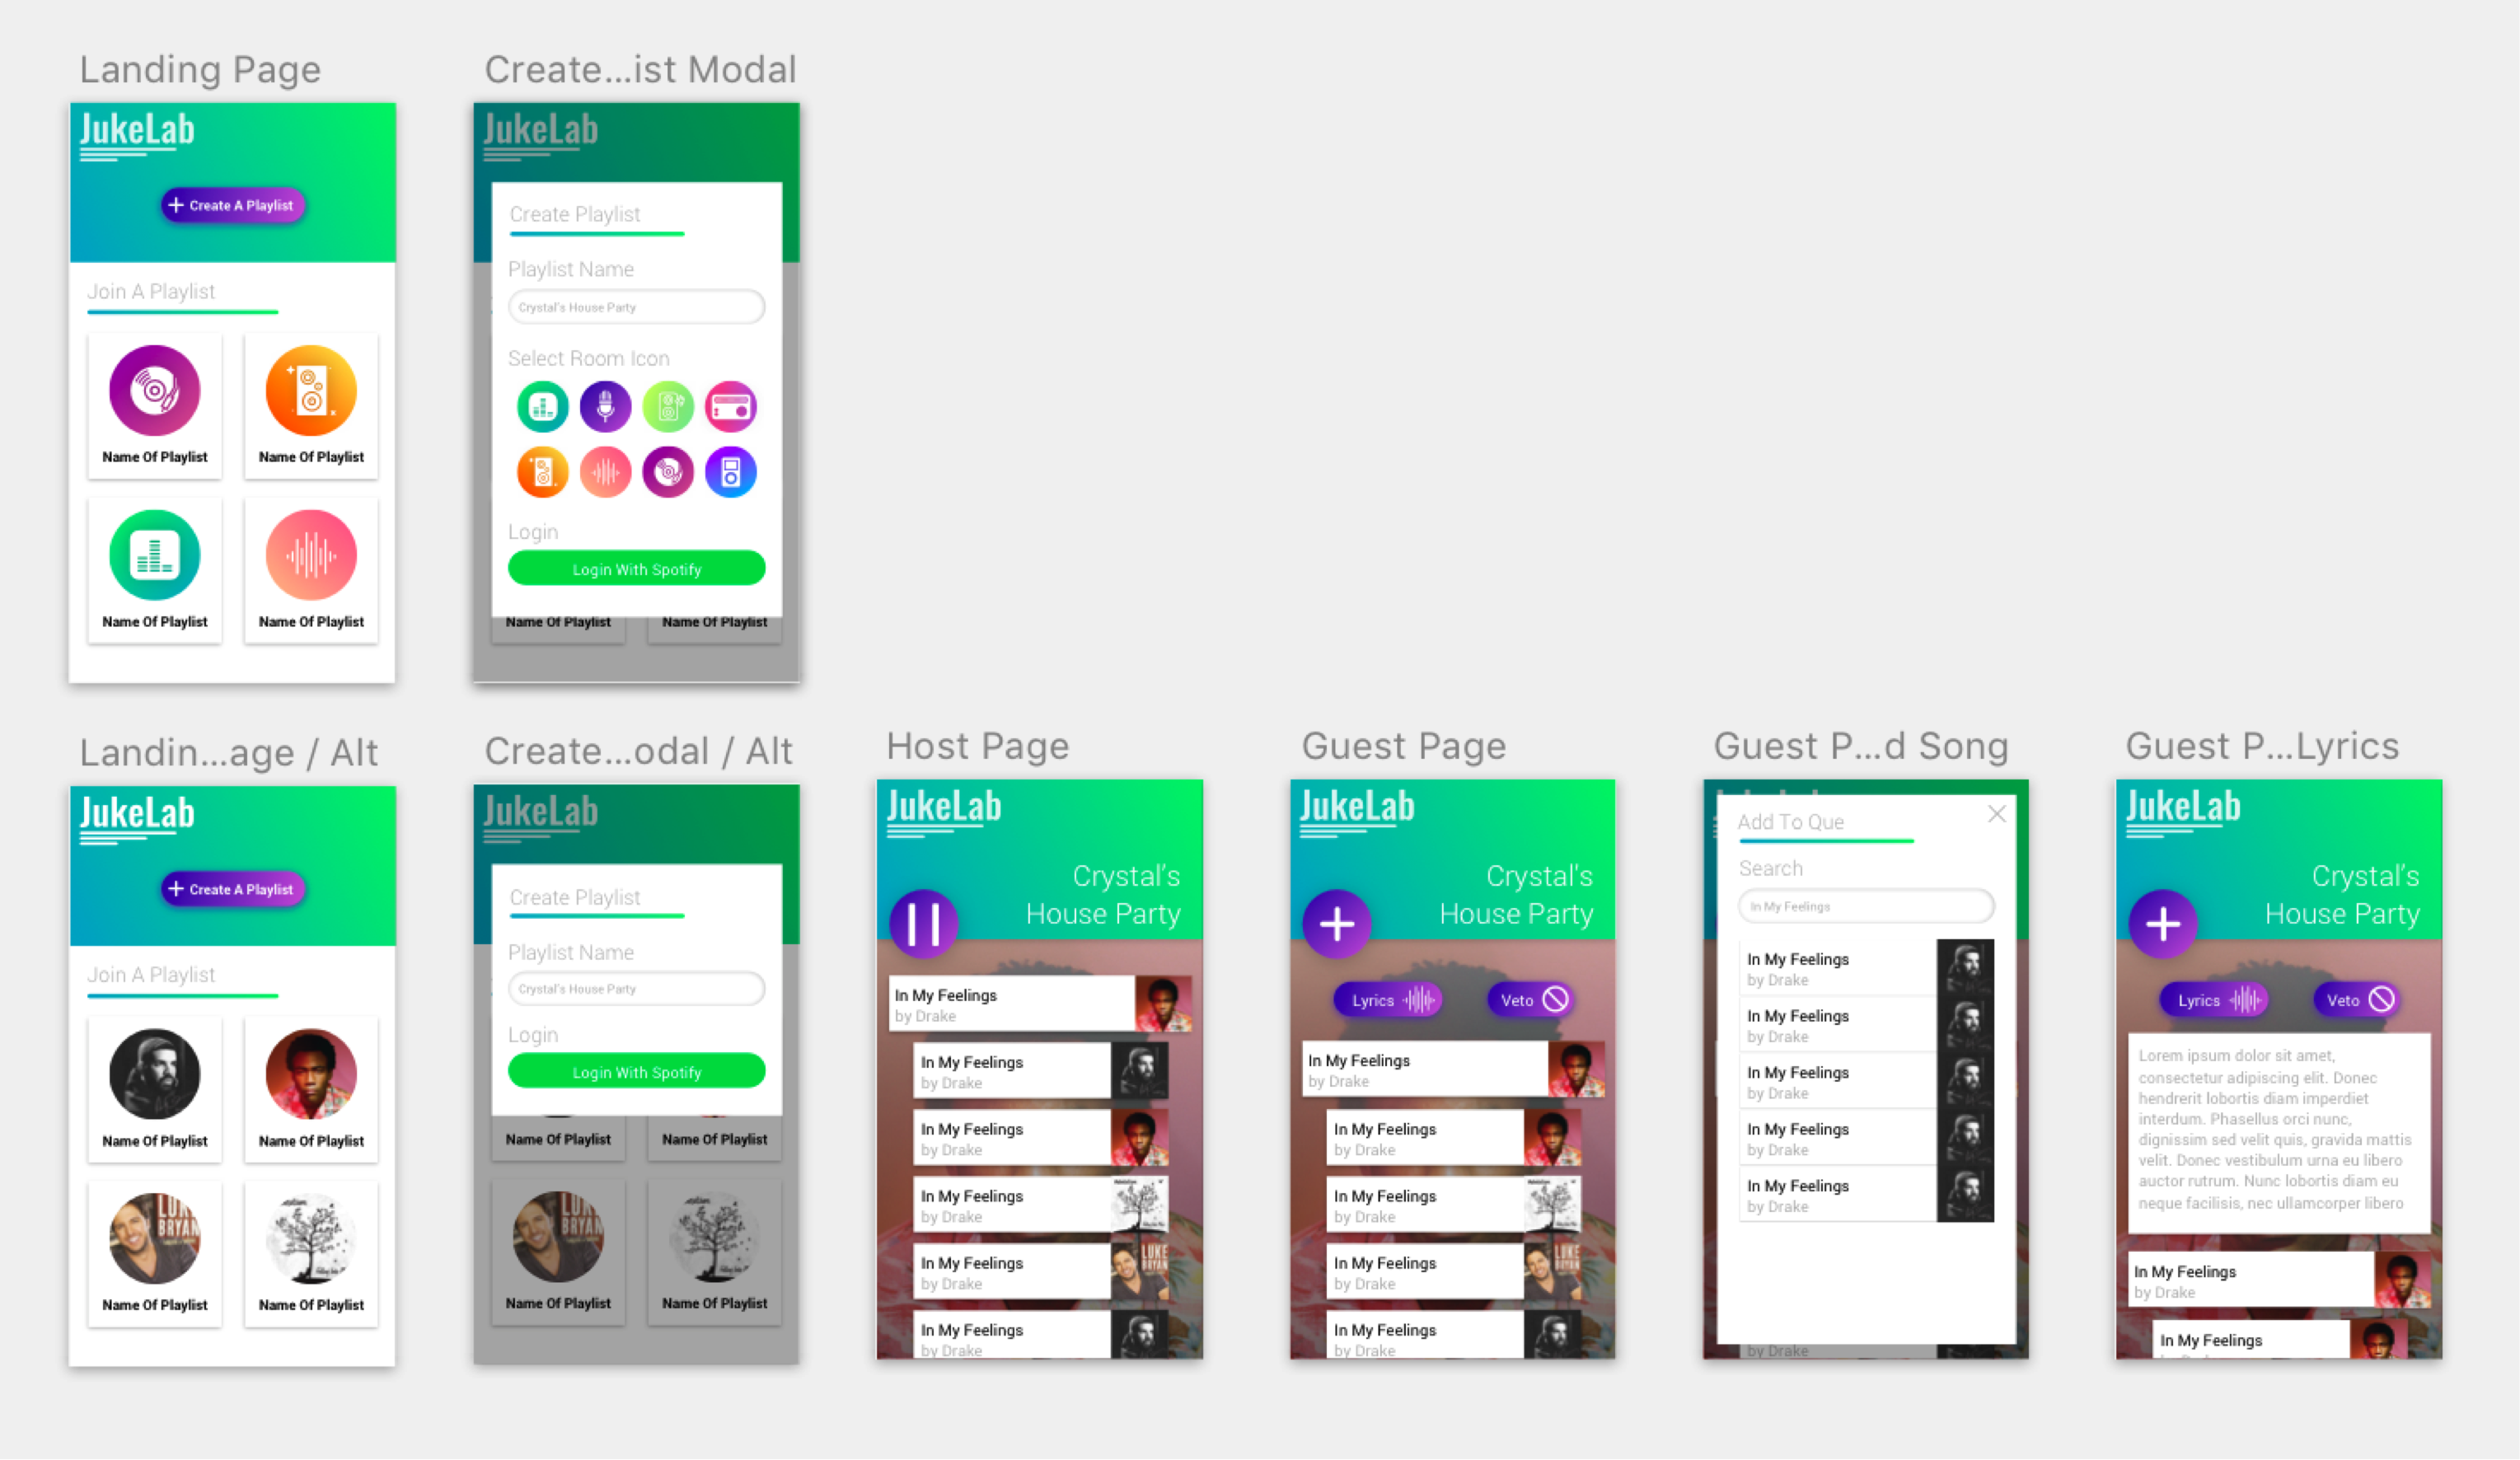 Landing Page
JukeLab
Create A Playlist
Join A Playlist
Name Of Playlist
Name Of Playlist
Name Of Playlist
Name Of Playlist
Create...ist Modal
JukeLab
Create Playlist
Playlist Name
Crystal's House Party
Select Room Icon
Login
Login With Spotify
Name Of Playlist
Name Of Playlist
Landin...age / Alt
JukeLab
Create A Playlist
Join A Playlist
Name Of Playlist
Name Of Playlist
LUKE
BRYAN
Name Of Playlist
Name Of Playlist
Create...odal / Alt
JukeLab
Create Playlist
Playlist Name
Crystal's House Party
Login
Login With Spotify
Name Of Playlist
Name Of Playlist
LUKE
BRYAN
Name Of Playlist
Name Of Playlist
Host Page
JukeLab
Crystal's
House Party
In My Feelings
by Drake
In My Feelings
by Drake
In My Feelings
by Drake
In My Feelings
by Drake
In My Feelings
by Drake
LUKE
BRYAN
In My Feelings
by Drake
Guest Page
JukeLab
Crystal's
House Party
Lyrics
Veto
In My Feelings
by Drake
In My Feelings
by Drake
In My Feelings
by Drake
In My Feelings
by Drake
LUKE
BRYAN
In My Feelings
by Drake
Guest P...d Song
Add To Que
Search
In My Feelings
In My Feelings
by Drake
In My Feelings
by Drake
In My Feelings
by Drake
In My Feelings
by Drake
In My Feelings
by Drake
by Drake
Guest P...Lyrics
JukeLab
Crystal's
House Party
Lyrics
Veto
Lorem ipsum dolor sit amet,
consectetur adipiscing elit. Donec
hendrerit lobortis diam imperdiet
interdum. Phasellus orci nunc,
dignissim sed velit quis, gravida mattis
velit. Donec vestibulum urna eu libero
auctor rutrum. Nunc lobortis diam eu
neque facilisis, nec ullamcorper libero
In My Feelings
by Drake
In My Feelings